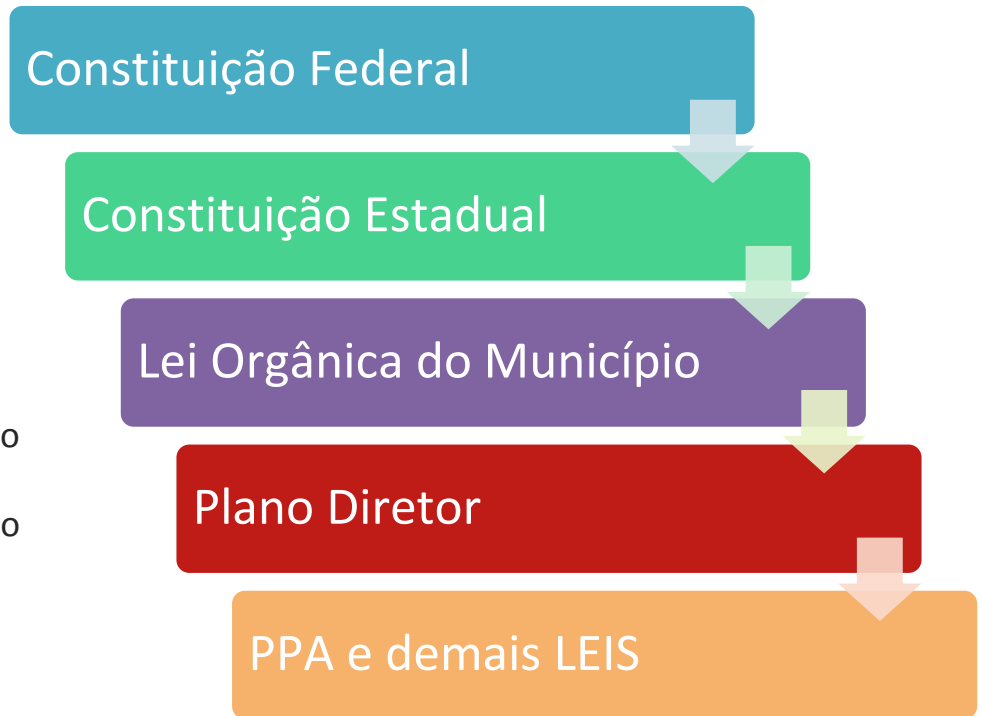 Constituição Federal
Constituição Estadual
Lei Orgânica do Município
o
Plano Diretor
o
PPA e demais LEIS